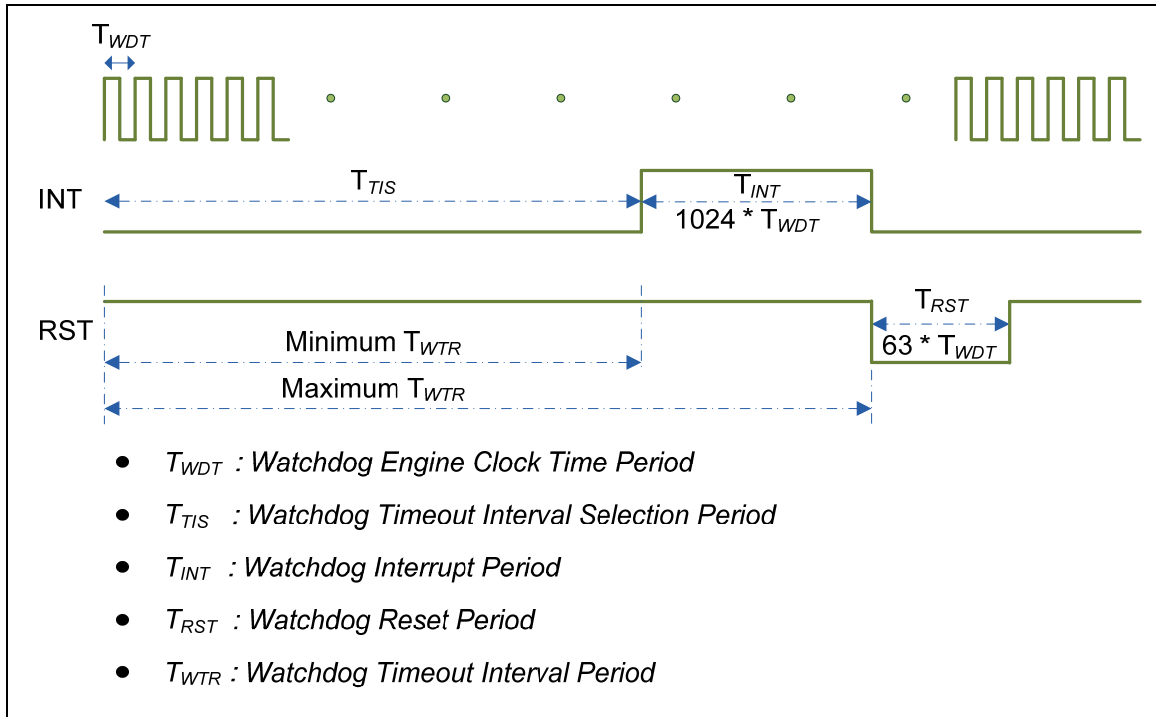 TWDT
INT
TTIS
TINT
1024 * TWDT
RST
TRST
63 * TWDT
Minimum TWTR
Maximum TWTR
• TWDT : Watchdog Engine Clock Time Period
• TTIS : Watchdog Timeout Interval Selection Period
• TINT : Watchdog Interrupt Period
• TRST : Watchdog Reset Period
• TWTR : Watchdog Timeout Interval Period